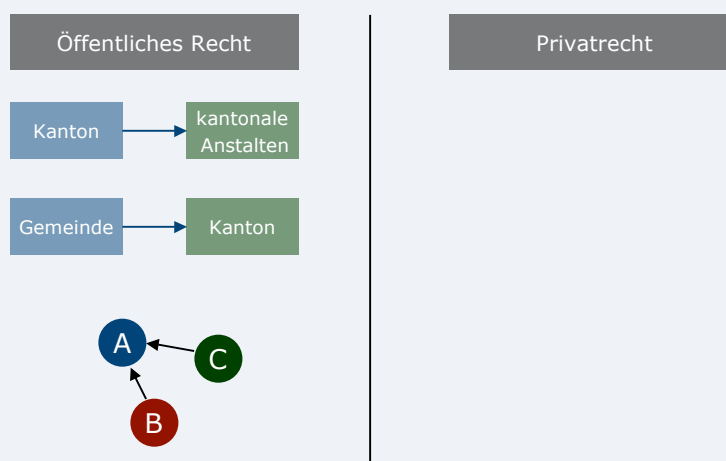 Öffentliches Recht
Privatrecht
Kanton
kantonale
Anstalten
Gemeinde
Kanton
A
C
B